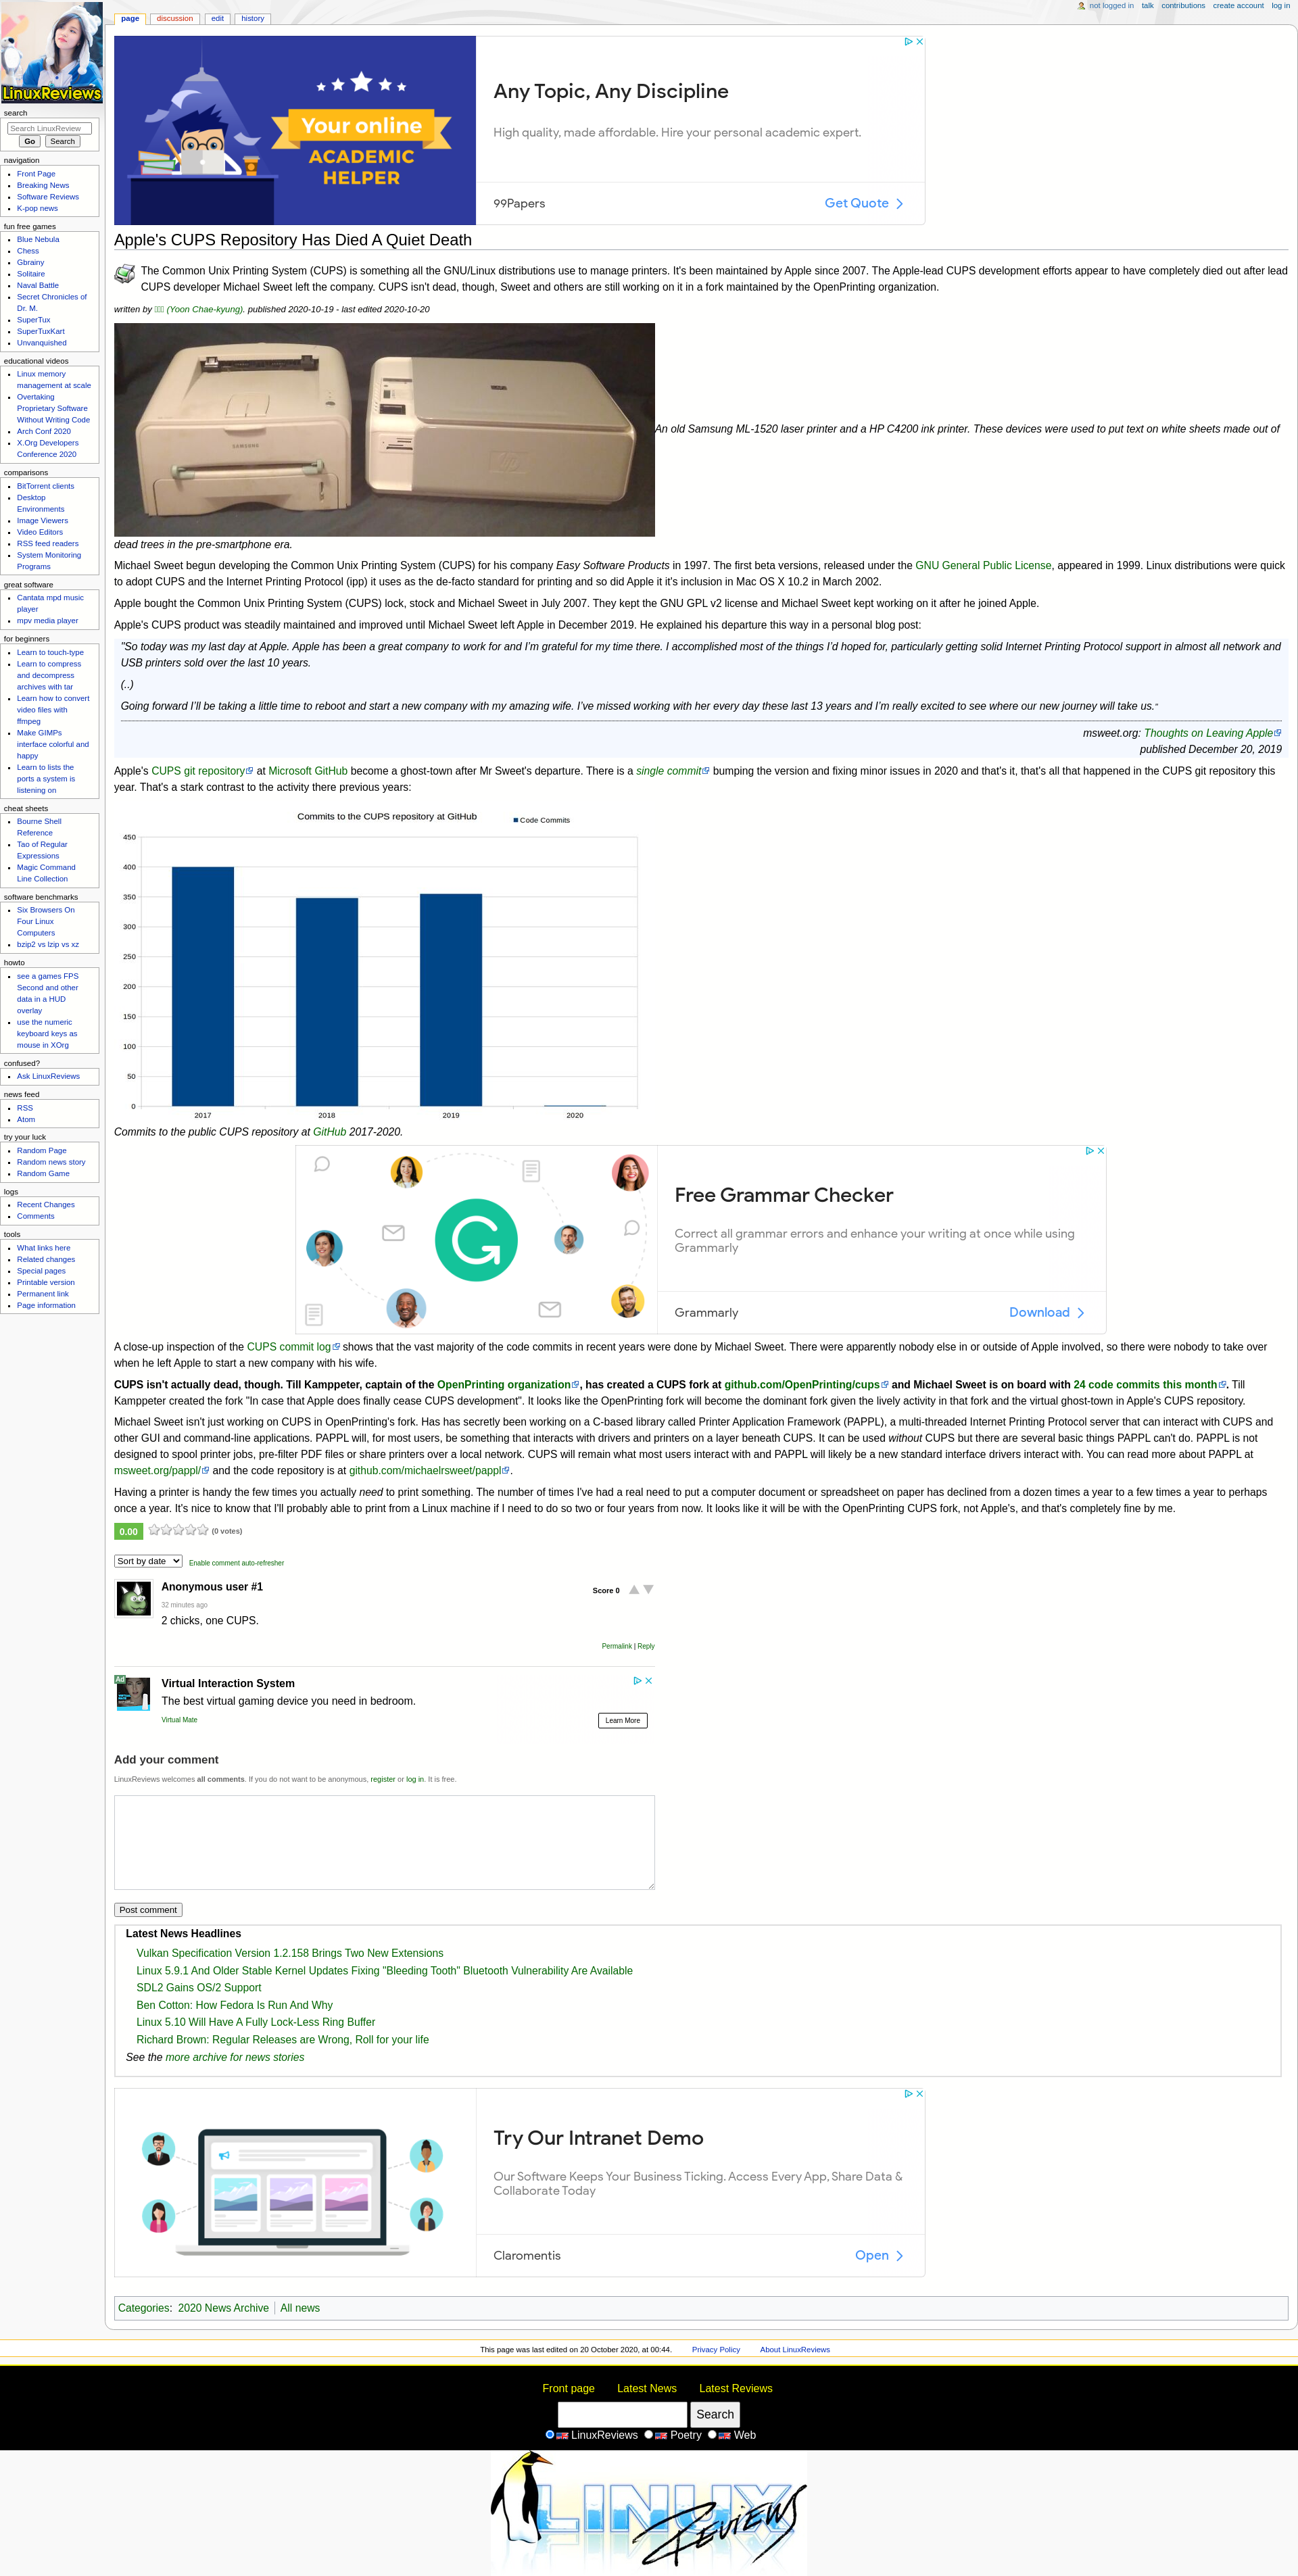 not logged in talk contributions create account log in
page discussion edit history
LinuxReviews
search
Search LinuxReview
Go Search
navigation
Front Page
Breaking News
Software Reviews
K-pop news
fun free games
Blue Nebula
Chess
Gbrainy
Solitaire
Naval Battle
Secret Chronicles of
Dr. M.
SuperTux
SuperTuxKart
Unvanquished
educational videos
Linux memory
management at scale
Overtaking
Proprietary Software
Without Writing Code
Arch Conf 2020
X.Org Developers
Conference 2020
comparisons
BitTorrent clients
Desktop
Environments
Image Viewers
Video Editors
RSS feed readers
System Monitoring
Programs
great software
Cantata mpd music
player
mpv media player
for beginners
Learn to touch-type
Learn to compress
and decompress
archives with tar
Learn how to convert
video files with
ffmpeg
Make GIMPs
interface colorful and
happy
Learn to lists the
ports a system is
listening on
cheat sheets
Bourne Shell
Reference
Tao of Regular
Expressions
Magic Command
Line Collection
software benchmarks
Six Browsers On
Four Linux
Computers
bzip2 vs lzip vs xz
howto
see a games FPS
Second and other
data in a HUD
overlay
use the numeric
keyboard keys as
mouse in XOrg
confused?
Ask LinuxReviews
news feed
RSS
Atom
try your luck
Random Page
Random news story
Random Game
logs
Recent Changes
Comments
tools
What links here
Related changes
Special pages
Printable version
Permanent link
Page information
Your online
ACADEMIC
HELPER
Any Topic, Any Discipline
High quality, made affordable. Hire your personal academic expert.
99Papers Get Quote
Apple's CUPS Repository Has Died A Quiet Death
The Common Unix Printing System (CUPS) is something all the GNU/Linux distributions use to manage printers. It's been maintained by Apple since 2007. The Apple-lead CUPS development efforts appear to have completely died out after lead
CUPS developer Michael Sweet left the company. CUPS isn't dead, though, Sweet and others are still working on it in a fork maintained by the OpenPrinting organization.
written by (Yoon Chae-kyung). published 2020-10-19 - last edited 2020-10-20
SAMSUNG
hp
An old Samsung ML-1520 laser printer and a HP C4200 ink printer. These devices were used to put text on white sheets made out of
dead trees in the pre-smartphone era.
Michael Sweet begun developing the Common Unix Printing System (CUPS) for his company Easy Software Products in 1997. The first beta versions, released under the GNU General Public License, appeared in 1999. Linux distributions were quick
to adopt CUPS and the Internet Printing Protocol (ipp) it uses as the de-facto standard for printing and so did Apple it it's inclusion in Mac OS X 10.2 in March 2002.
Apple bought the Common Unix Printing System (CUPS) lock, stock and Michael Sweet in July 2007. They kept the GNU GPL v2 license and Michael Sweet kept working on it after he joined Apple.
Apple's CUPS product was steadily maintained and improved until Michael Sweet left Apple in December 2019. He explained his departure this way in a personal blog post:
"So today was my last day at Apple. Apple has been a great company to work for and I'm grateful for my time there. I accomplished most of the things I'd hoped for, particularly getting solid Internet Printing Protocol support in almost all network and
USB printers sold over the last 10 years.
(..)
Going forward I'll be taking a little time to reboot and start a new company with my amazing wife. I've missed working with her every day these last 13 years and I'm really excited to see where our new journey will take us."
msweet.org: Thoughts on Leaving Apple
published December 20, 2019
Apple's CUPS git repository at Microsoft GitHub become a ghost-town after Mr Sweet's departure. There is a single commit bumping the version and fixing minor issues in 2020 and that's it, that's all that happened in the CUPS git repository this
year. That's a stark contrast to the activity there previous years:
Commits to the CUPS repository at GitHub
Code Commits
450
400
350
300
250
200
150
100
50
0
2017 2018 2019 2020
Commits to the public CUPS repository at GitHub 2017-2020.
Free Grammar Checker
Correct all grammar errors and enhance your writing at once while using
Grammarly
Grammarly Download
A close-up inspection of the CUPS commit log shows that the vast majority of the code commits in recent years were done by Michael Sweet. There were apparently nobody else in or outside of Apple involved, so there were nobody to take over
when he left Apple to start a new company with his wife.
CUPS isn't actually dead, though. Till Kamppeter, captain of the OpenPrinting organization, has created a CUPS fork at github.com/OpenPrinting/cups and Michael Sweet is on board with 24 code commits this month. Till
Kamppeter created the fork "In case that Apple does finally cease CUPS development". It looks like the OpenPrinting fork will become the dominant fork given the lively activity in that fork and the virtual ghost-town in Apple's CUPS repository.
Michael Sweet isn't just working on CUPS in OpenPrinting's fork. Has has secretly been working on a C-based library called Printer Application Framework (PAPPL), a multi-threaded Internet Printing Protocol server that can interact with CUPS and
other GUI and command-line applications. PAPPL will, for most users, be something that interacts with drivers and printers on a layer beneath CUPS. It can be used without CUPS but there are several basic things PAPPL can't do. PAPPL is not
designed to spool printer jobs, pre-filter PDF files or share printers over a local network. CUPS will remain what most users interact with and PAPPL will likely be a new standard interface drivers interact with. You can read more about PAPPL at
msweet.org/pappl/ and the code repository is at github.com/michaelrsweet/pappl.
Having a printer is handy the few times you actually need to print something. The number of times I've had a real need to put a computer document or spreadsheet on paper has declined from a dozen times a year to a few times a year to perhaps
once a year. It's nice to know that I'll probably able to print from a Linux machine if I need to do so two or four years from now. It looks like it will be with the OpenPrinting CUPS fork, not Apple's, and that's completely fine by me.
0.00 (0 votes)
Sort by date Enable comment auto-refresher
Anonymous user #1 Score 0
32 minutes ago
2 chicks, one CUPS.
Permalink | Reply
Ad
Virtual Interaction System
The best virtual gaming device you need in bedroom.
Virtual Mate Learn More
Add your comment
LinuxReviews welcomes all comments. If you do not want to be anonymous, register or log in. It is free.
Post comment
Latest News Headlines
Vulkan Specification Version 1.2.158 Brings Two New Extensions
Linux 5.9.1 And Older Stable Kernel Updates Fixing "Bleeding Tooth" Bluetooth Vulnerability Are Available
SDL2 Gains OS/2 Support
Ben Cotton: How Fedora Is Run And Why
Linux 5.10 Will Have A Fully Lock-Less Ring Buffer
Richard Brown: Regular Releases are Wrong, Roll for your life
See the more archive for news stories
Try Our Intranet Demo
Our Software Keeps Your Business Ticking. Access Every App, Share Data &
Collaborate Today
Claromentis Open
Categories: 2020 News Archive All news
This page was last edited on 20 October 2020, at 00:44. Privacy Policy About LinuxReviews
Front page Latest News Latest Reviews
Search
LinuxReviews Poetry Web
LINUX
Reviews